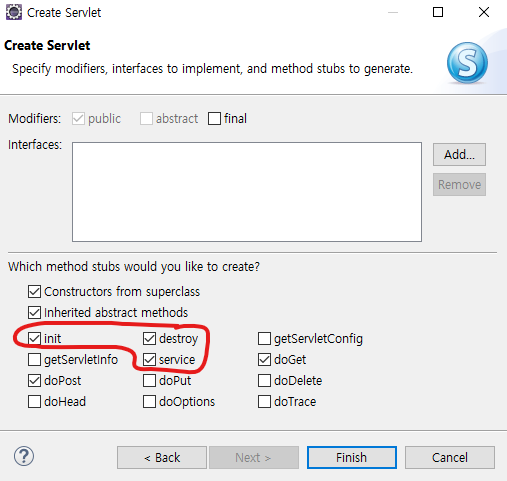 Create Servlet
Create Servlet
Specify modifiers, interfaces to implement, and method stubs to generate.
S
Modifiers: public abstract final
Interfaces:
Add...
Remove
Which method stubs would you like to create?
Constructors from superclass
Inherited abstract methods
init destroy getServletConfig
getServletInfo service doGet
doPost doPut doDelete
doHead doOptions doTrace
? < Back Next > Finish Cancel